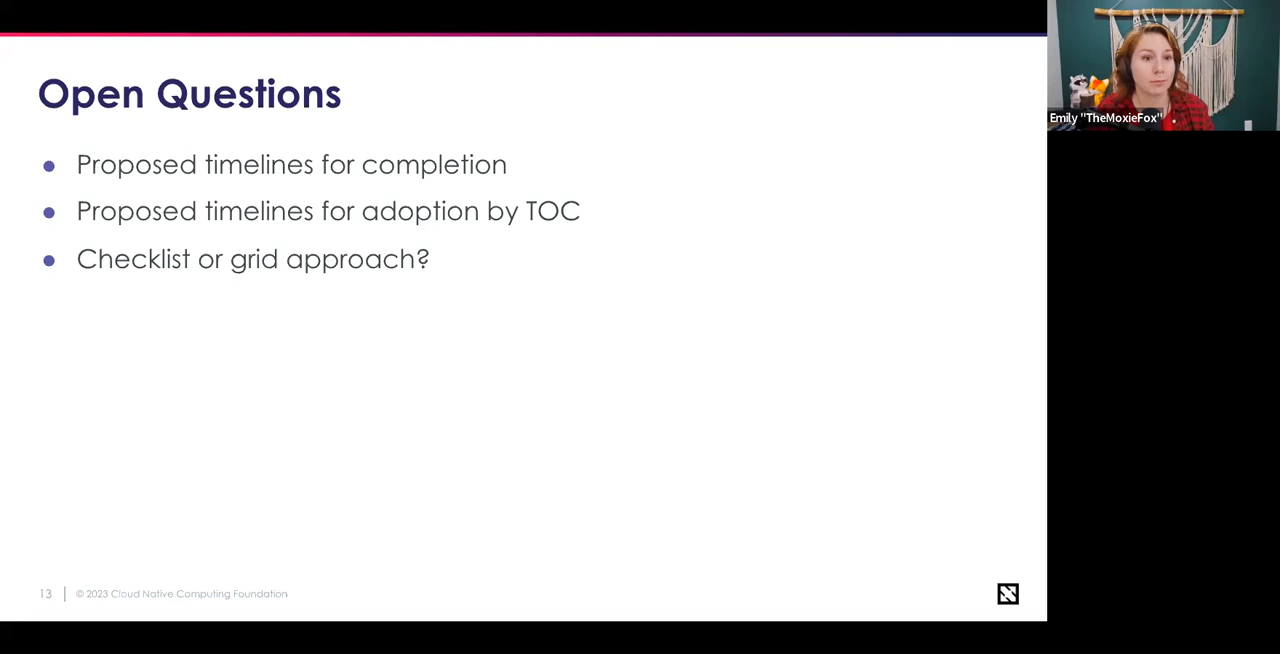 Open Questions
● Proposed timelines for completion
● Proposed timelines for adoption by TOC
● Checklist or grid approach?
13 | © 2023 Cloud Native Computing Foundation
Emily "TheMoxieFox"